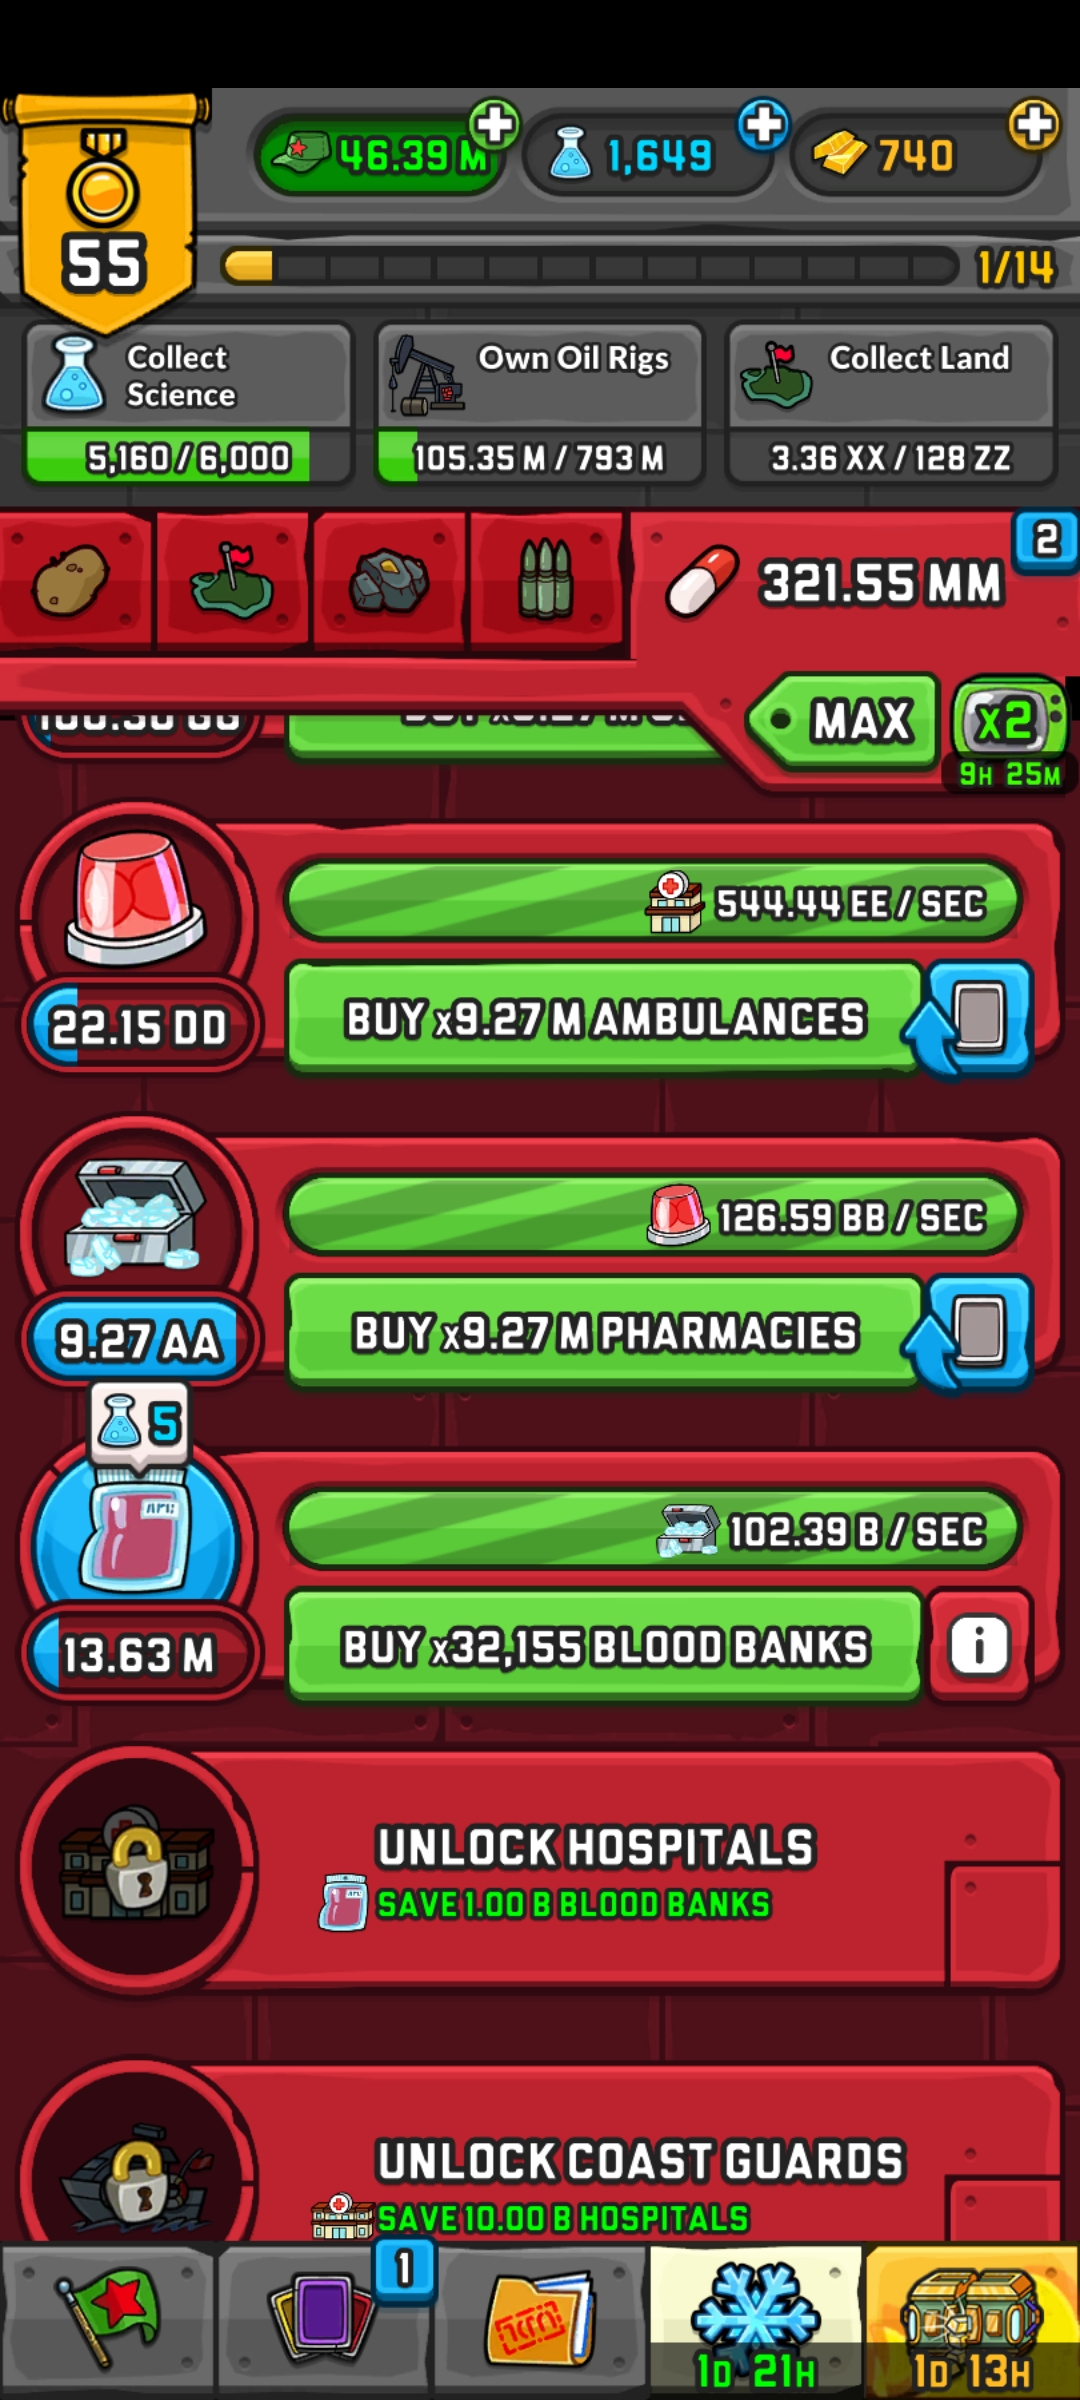 46.39 M
1,649
740
55
1/14
Collect
Science
Own Oil Rigs
Collect Land
5,160 / 6,000
105.35 M / 793 M
3.36 XX / 128 ZZ
2
321.55 MM
MAX
x2
9H 25M
544.44 EE / SEC
22.15 DD
BUY x9.27 M AMBULANCES
126.59 BB / SEC
9.27 AA
BUY x9.27 M PHARMACIES
5
102.39 B / SEC
13.63 M
BUY x32,155 BLOOD BANKS
i
UNLOCK HOSPITALS
SAVE 1.00 B BLOOD BANKS
UNLOCK COAST GUARDS
SAVE 10.00 B HOSPITALS
1
1D 21H
1D 13H